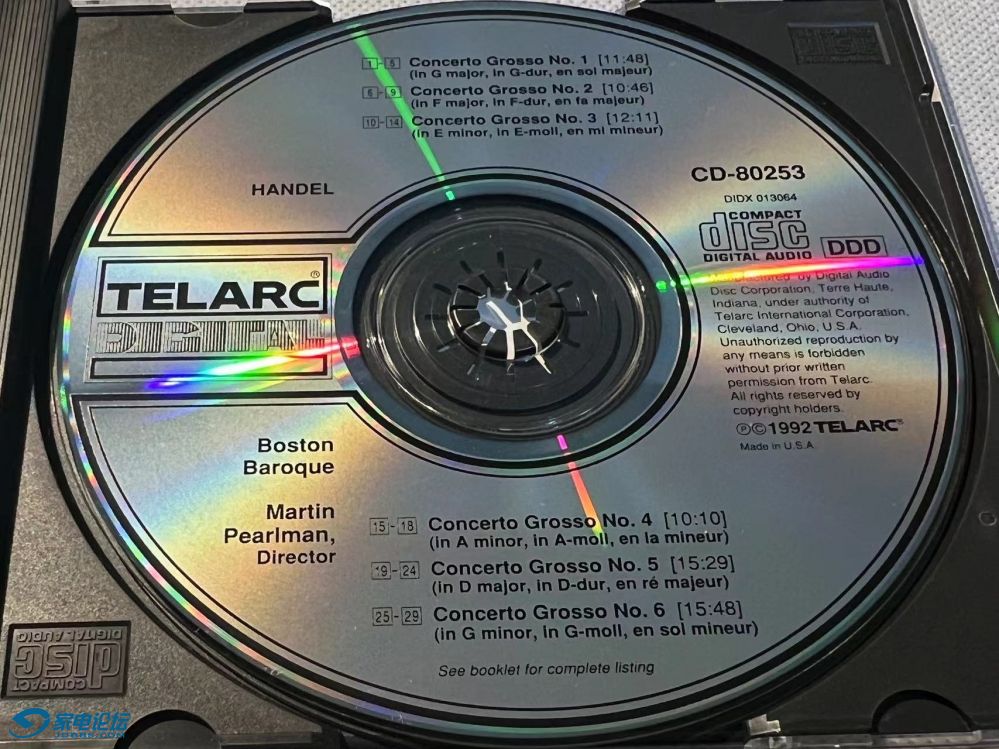 1-5 Concerto Grosso No. 1 [11:48]
(in G major, in G-dur, en sol majeur)
6-9 Concerto Grosso No. 2 [10:46]
(in F major, in F-dur, en fa majeur)
10-14 Concerto Grosso No. 3 [12:11]
(in E minor, in E-moll, en mi mineur)
HANDEL
CD-80253
DIDX 013064
COMPACT
disc
DIGITAL AUDIO
DDD
by Digital Audio
Disc Corporation, Terre Haute,
Indiana, under authority of
Telarc International Corporation,
Cleveland, Ohio, U.S.A.
Unauthorized reproduction by
any means is forbidden
without prior written
permission from Telarc.
All rights reserved by
copyright holders.
ⓅⒸ1992 TELARC®
Made in U.S.A.
TELARC®
DIGITAL
Boston
Baroque
Martin
Pearlman,
Director
15-18 Concerto Grosso No. 4 [10:10]
(in A minor, in A-moll, en la mineur)
19-24 Concerto Grosso No. 5 [15:29]
(in D major, in D-dur, en ré majeur)
25-29 Concerto Grosso No. 6 [15:48]
(in G minor, in G-moll, en sol mineur)
See booklet for complete listing
COMPACT
disc
DIGITAL AUDIO
家电论坛